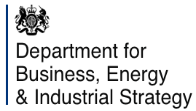 Department for
Business, Energy
& Industrial Strategy